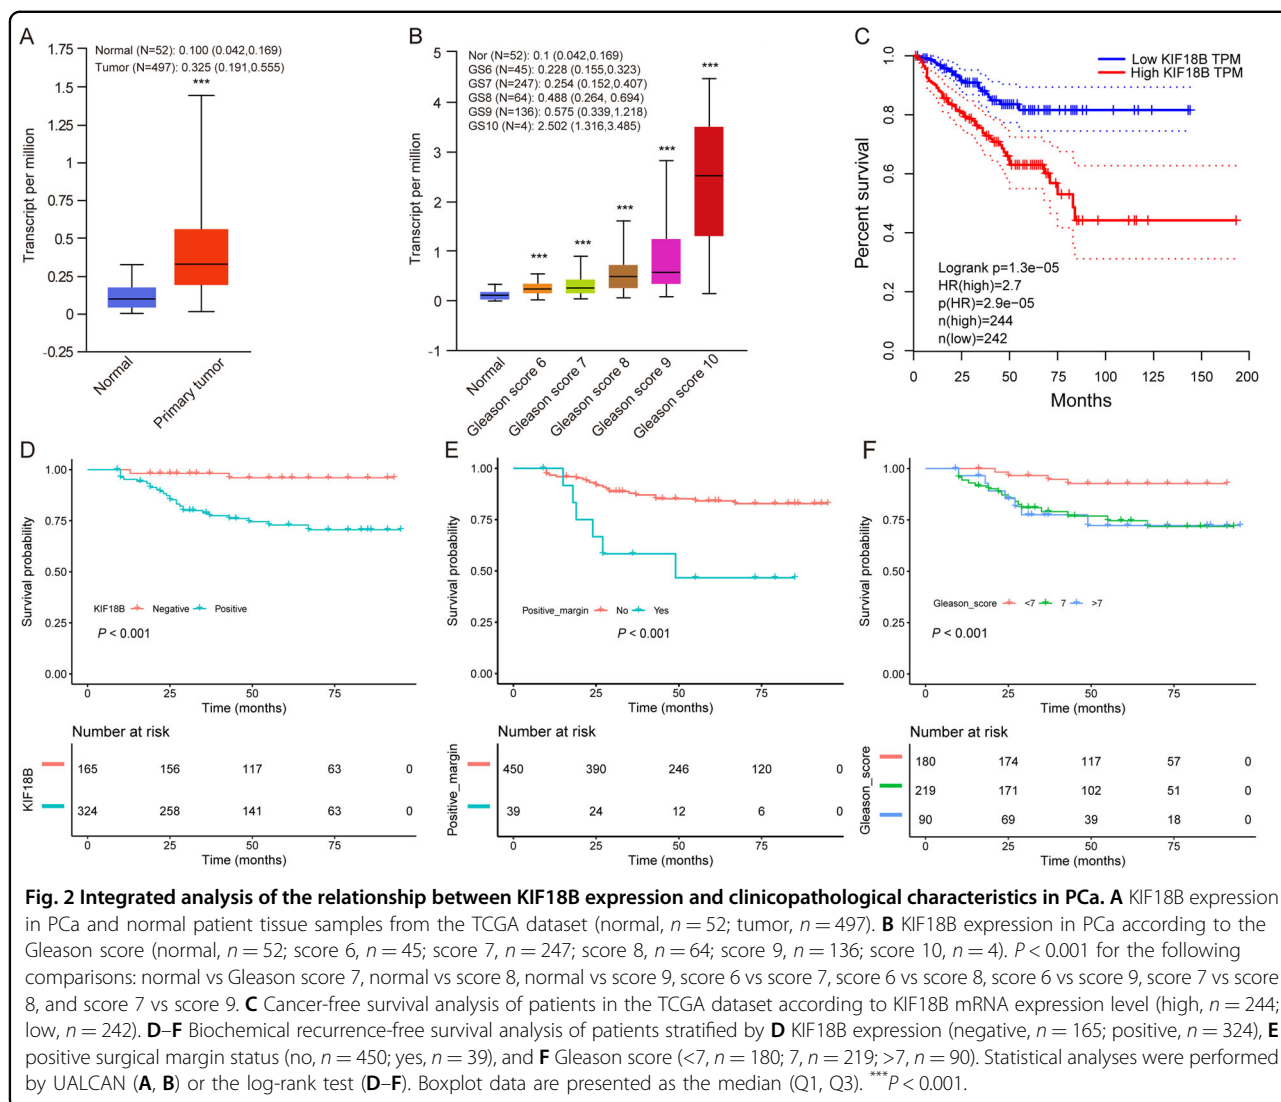 A
Normal (N=52): 0.100 (0.042,0.169)
Tumor (N=497): 0.325 (0.191,0.555)
***
Transcript per million
1.75
1.5
1.25
1
0.75
0.5
0.25
0
-0.25
Normal
Primary tumor
B
Nor (N=52): 0.1 (0.042,0.169)
GS6 (N=45): 0.228 (0.155,0.323)
GS7 (N=247): 0.254 (0.152,0.407)
GS8 (N=64): 0.488 (0.264, 0.694)
GS9 (N=136): 0.575 (0.339,1.218)
GS10 (N=4): 2.502 (1.316,3.485)
***
***
***
***
***
Transcript per million
5
4
3
2
1
0
-1
Normal
Gleason score 6
Gleason score 7
Gleason score 8
Gleason score 9
Gleason score 10
C
Low KIF18B TPM
High KIF18B TPM
Percent survival
1.0
0.8
0.6
0.4
0.2
0.0
Logrank p=1.3e−05
HR(high)=2.7
p(HR)=2.9e−05
n(high)=244
n(low)=242
0 25 50 75 100 125 150 200
Months
D
Survival probability
1.00
0.75
0.50
0.25
0.00
KIF18B Negative Positive
P < 0.001
0 25 50 75
Time (months)
Number at risk
KIF18B
165 156 117 63 0
324 258 141 63 0
0 25 50 75
Time (months)
E
Survival probability
1.00
0.75
0.50
0.25
0.00
Positive_margin No Yes
P < 0.001
0 25 50 75
Time (months)
Number at risk
Positive_margin
450 390 246 120 0
39 24 12 6 0
0 25 50 75
Time (months)
F
Survival probability
1.00
0.75
0.50
0.25
0.00
Gleason_score <7 7 >7
P < 0.001
0 25 50 75
Time (months)
Number at risk
Gleason_score
180 174 117 57 0
219 171 102 51 0
90 69 39 18 0
0 25 50 75
Time (months)
Fig. 2 Integrated analysis of the relationship between KIF18B expression and clinicopathological characteristics in PCa. A KIF18B expression
in PCa and normal patient tissue samples from the TCGA dataset (normal, n = 52; tumor, n = 497). B KIF18B expression in PCa according to the
Gleason score (normal, n = 52; score 6, n = 45; score 7, n = 247; score 8, n = 64; score 9, n = 136; score 10, n = 4). P < 0.001 for the following
comparisons: normal vs Gleason score 7, normal vs score 8, normal vs score 9, score 6 vs score 7, score 6 vs score 8, score 6 vs score 9, score 7 vs score
8, and score 7 vs score 9. C Cancer-free survival analysis of patients in the TCGA dataset according to KIF18B mRNA expression level (high, n = 244;
low, n = 242). D–F Biochemical recurrence-free survival analysis of patients stratified by D KIF18B expression (negative, n = 165; positive, n = 324), E
positive surgical margin status (no, n = 450; yes, n = 39), and F Gleason score (<7, n = 180; 7, n = 219; >7, n = 90). Statistical analyses were performed
by UALCAN (A, B) or the log-rank test (D–F). Boxplot data are presented as the median (Q1, Q3). ***P < 0.001.